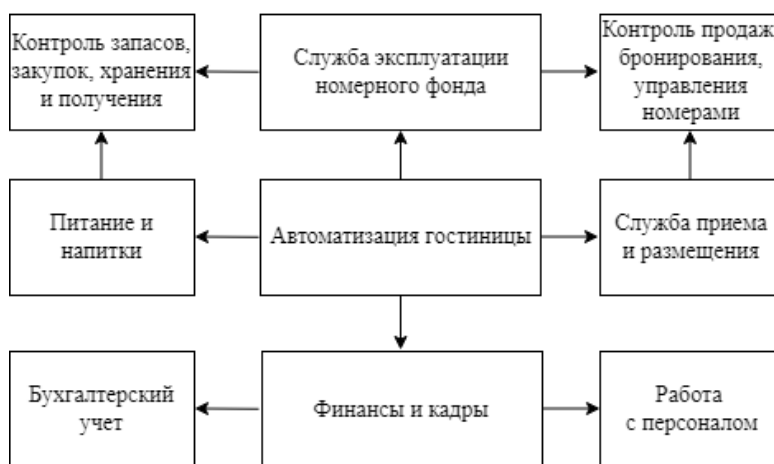 Контроль запасов,
закупок, хранения
и получения
Служба эксплуатации
номерного фонда
Контроль продаж,
бронирования,
управления
номерами
Питание и
напитки
Автоматизация гостиницы
Служба приема
и размещения
Бухгалтерский
учет
Финансы и кадры
Работа
с персоналом